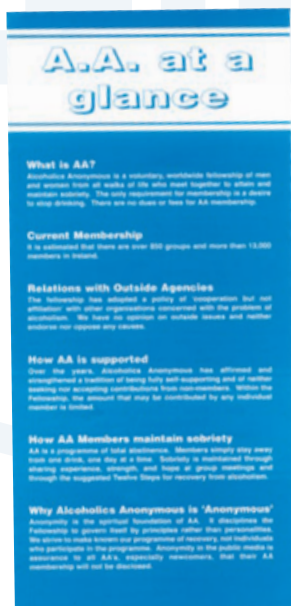 A.A. at a
glance
What is AA?
Alcoholics Anonymous is a voluntary, worldwide fellowship of men
and women from all walks of life who meet together to attain and
maintain sobriety. The only requirement for membership is a desire
to stop drinking. There are no dues or fees for AA membership.
Current Membership
It is estimated that there are over 800 groups and more than 13,000
members in Ireland.
Relations with Outside Agencies
The fellowship has adopted a policy of 'cooperation but not
affiliation' with other organisations concerned with the problem of
alcoholism. We have no opinion on outside issues and neither
endorse nor oppose any causes.
How AA is supported
Over the years, Alcoholics Anonymous has affirmed and
strengthened a tradition of being fully self-supporting and of neither
seeking nor accepting contributions from non-members. Within the
Fellowship, the amount that may be contributed by any individual
member is limited.
How AA Members maintain sobriety
AA is a programme of total abstinence. Members simply stay away
from one drink, one day at a time. Sobriety is maintained through
sharing experience, strength, and hope at group meetings and
through the suggested Twelve Steps for recovery from alcoholism.
Why Alcoholics Anonymous is 'Anonymous'
Anonymity is the spiritual foundation of AA. It disciplines the
Fellowship to govern itself by principles rather than personalities.
We strive to make known our programme of recovery, not individuals
who participate in the programme. Anonymity in the public media is
assurance to all AA's, especially newcomers, that their AA
membership will not be disclosed.